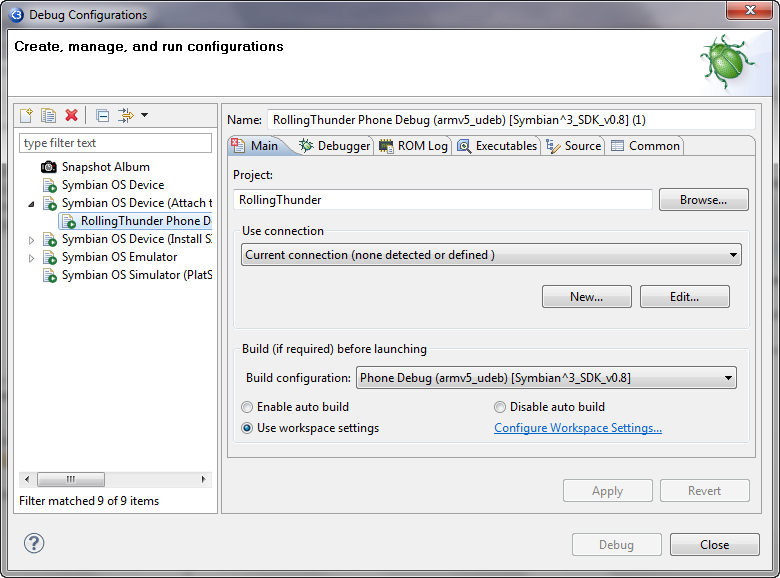 Debug Configurations
Create, manage, and run configurations
type filter text
Snapshot Album
Symbian OS Device
Symbian OS Device (Attach t
RollingThunder Phone D
Symbian OS Device (Install S
Symbian OS Emulator
Symbian OS Simulator (PlatS
Filter matched 9 of 9 items
Name: RollingThunder Phone Debug (armv5_udeb) [Symbian^3_SDK_v0.8] (1)
Main Debugger ROM Log Executables Source Common
Project:
RollingThunder Browse...
Use connection
Current connection (none detected or defined )
New... Edit...
Build (if required) before launching
Build configuration: Phone Debug (armv5_udeb) [Symbian^3_SDK_v0.8]
Enable auto build Disable auto build
Use workspace settings Configure Workspace Settings...
Apply Revert
? Debug Close